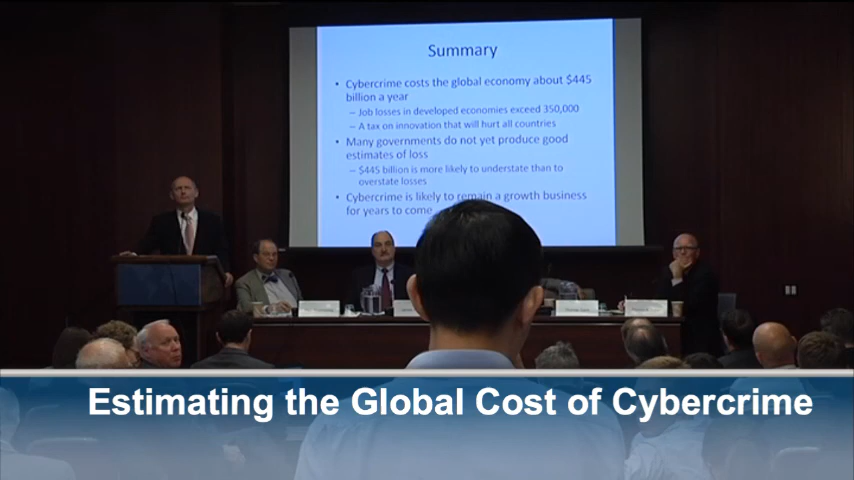 Summary
• Cybercrime costs the global economy about $445
billion a year
– Job losses in developed economies exceed 350,000
– A tax on innovation that will hurt all countries
• Many governments do not yet produce good
estimates of loss
– $445 billion is more likely to understate than to
overstate losses
• Cybercrime is likely to remain a growth business
for years to come
Estimating the Global Cost of Cybercrime